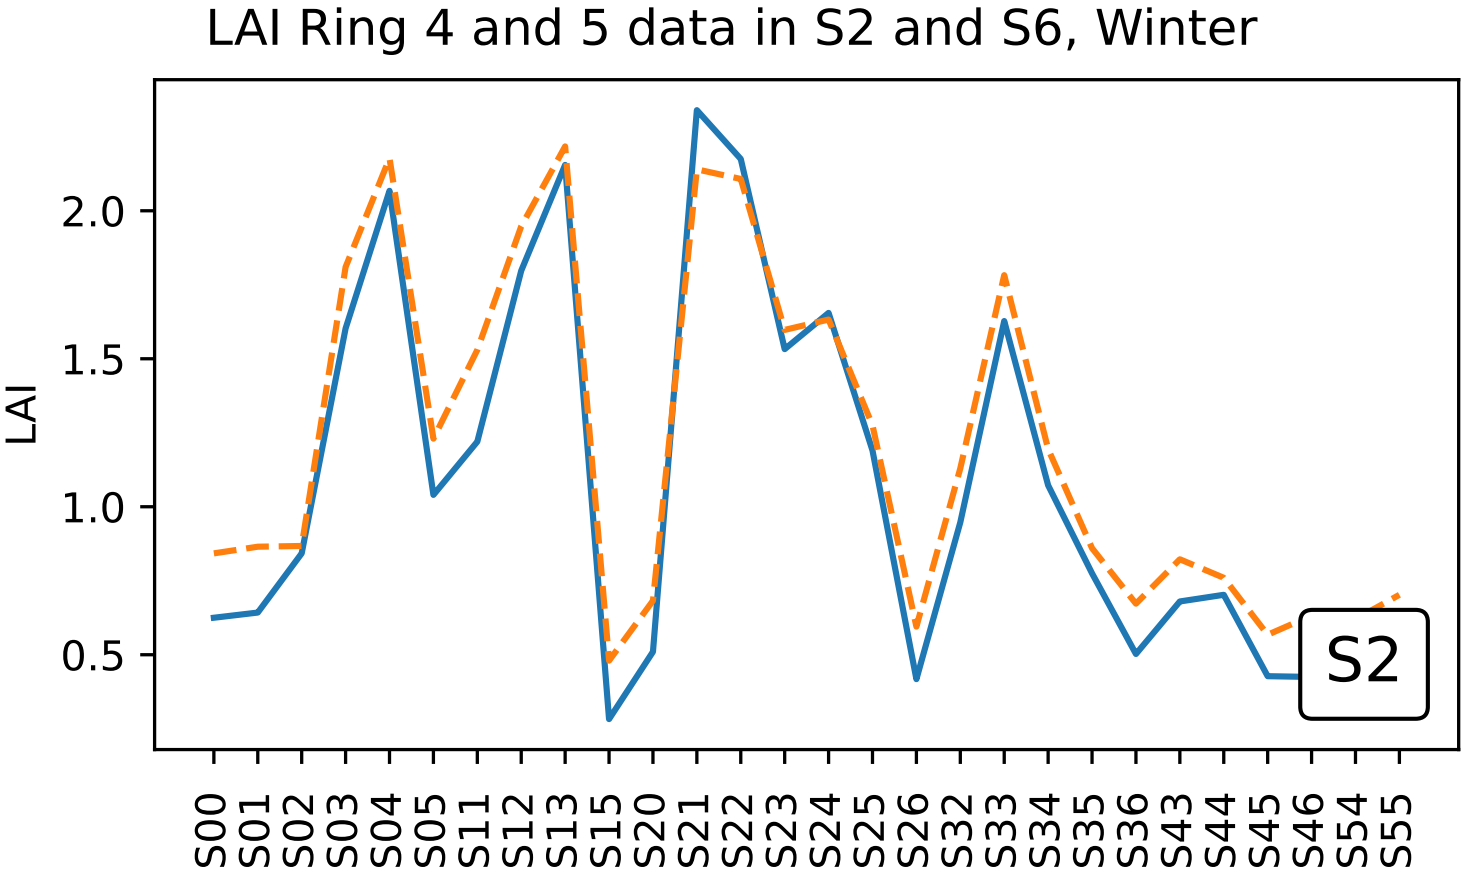 LAI Ring 4 and 5 data in S2 and S6, Winter
LAI
2.0
1.5
1.0
0.5
S2
S00
S01
S02
S03
S04
S05
S11
S12
S13
S15
S20
S21
S22
S23
S24
S25
S26
S32
S33
S34
S35
S36
S43
S44
S45
S46
S54
S55